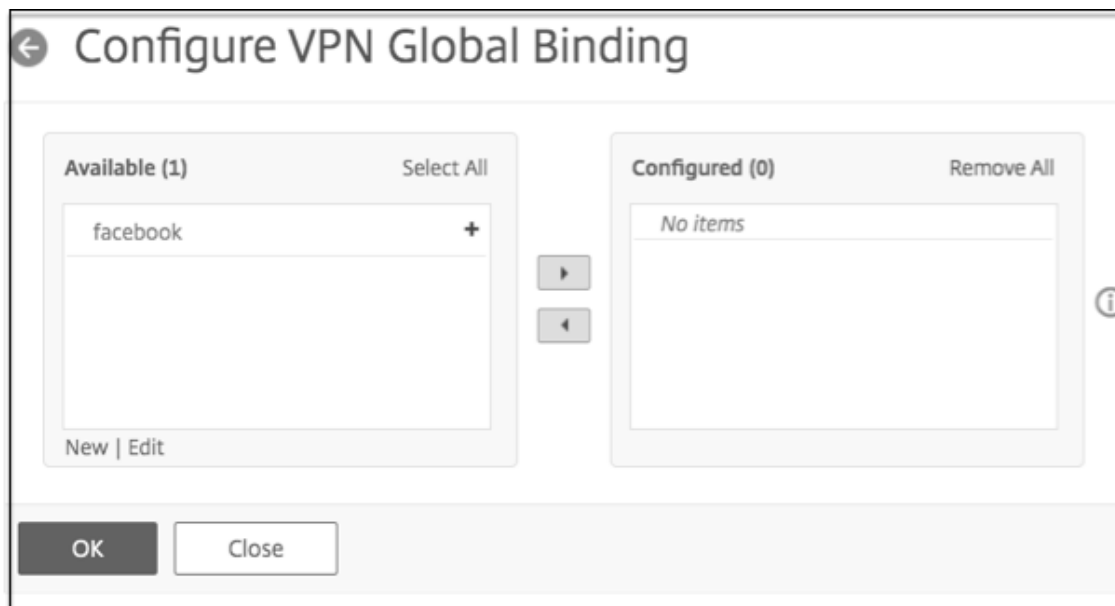 Configure VPN Global Binding
Available (1) Select All
facebook +
New | Edit
Configured (0) Remove All
No items
OK Close